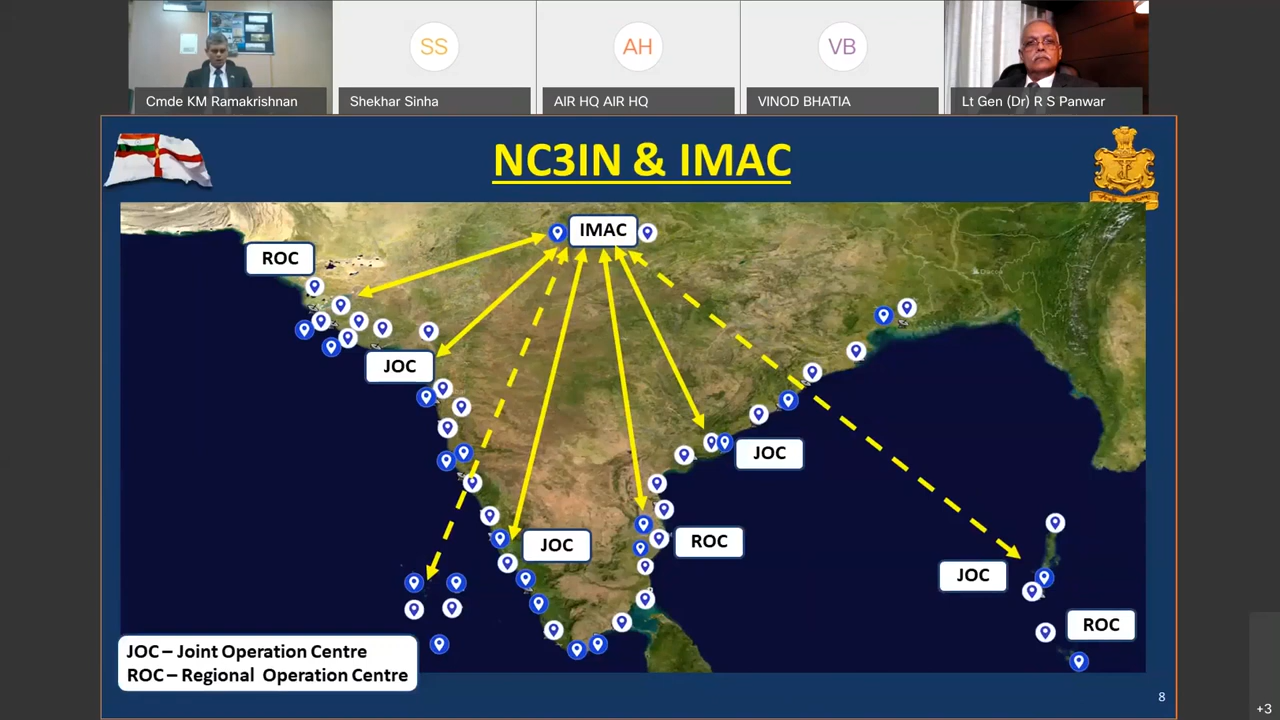 SS
AH
VB
Cmde KM Ramakrishnan
Shekhar Sinha
AIR HQ AIR HQ
VINOD BHATIA
Lt Gen (Dr) R S Panwar
NC3IN & IMAC
IMAC
ROC
JOC
JOC
JOC
ROC
JOC
ROC
JOC – Joint Operation Centre
ROC – Regional Operation Centre
8
+3